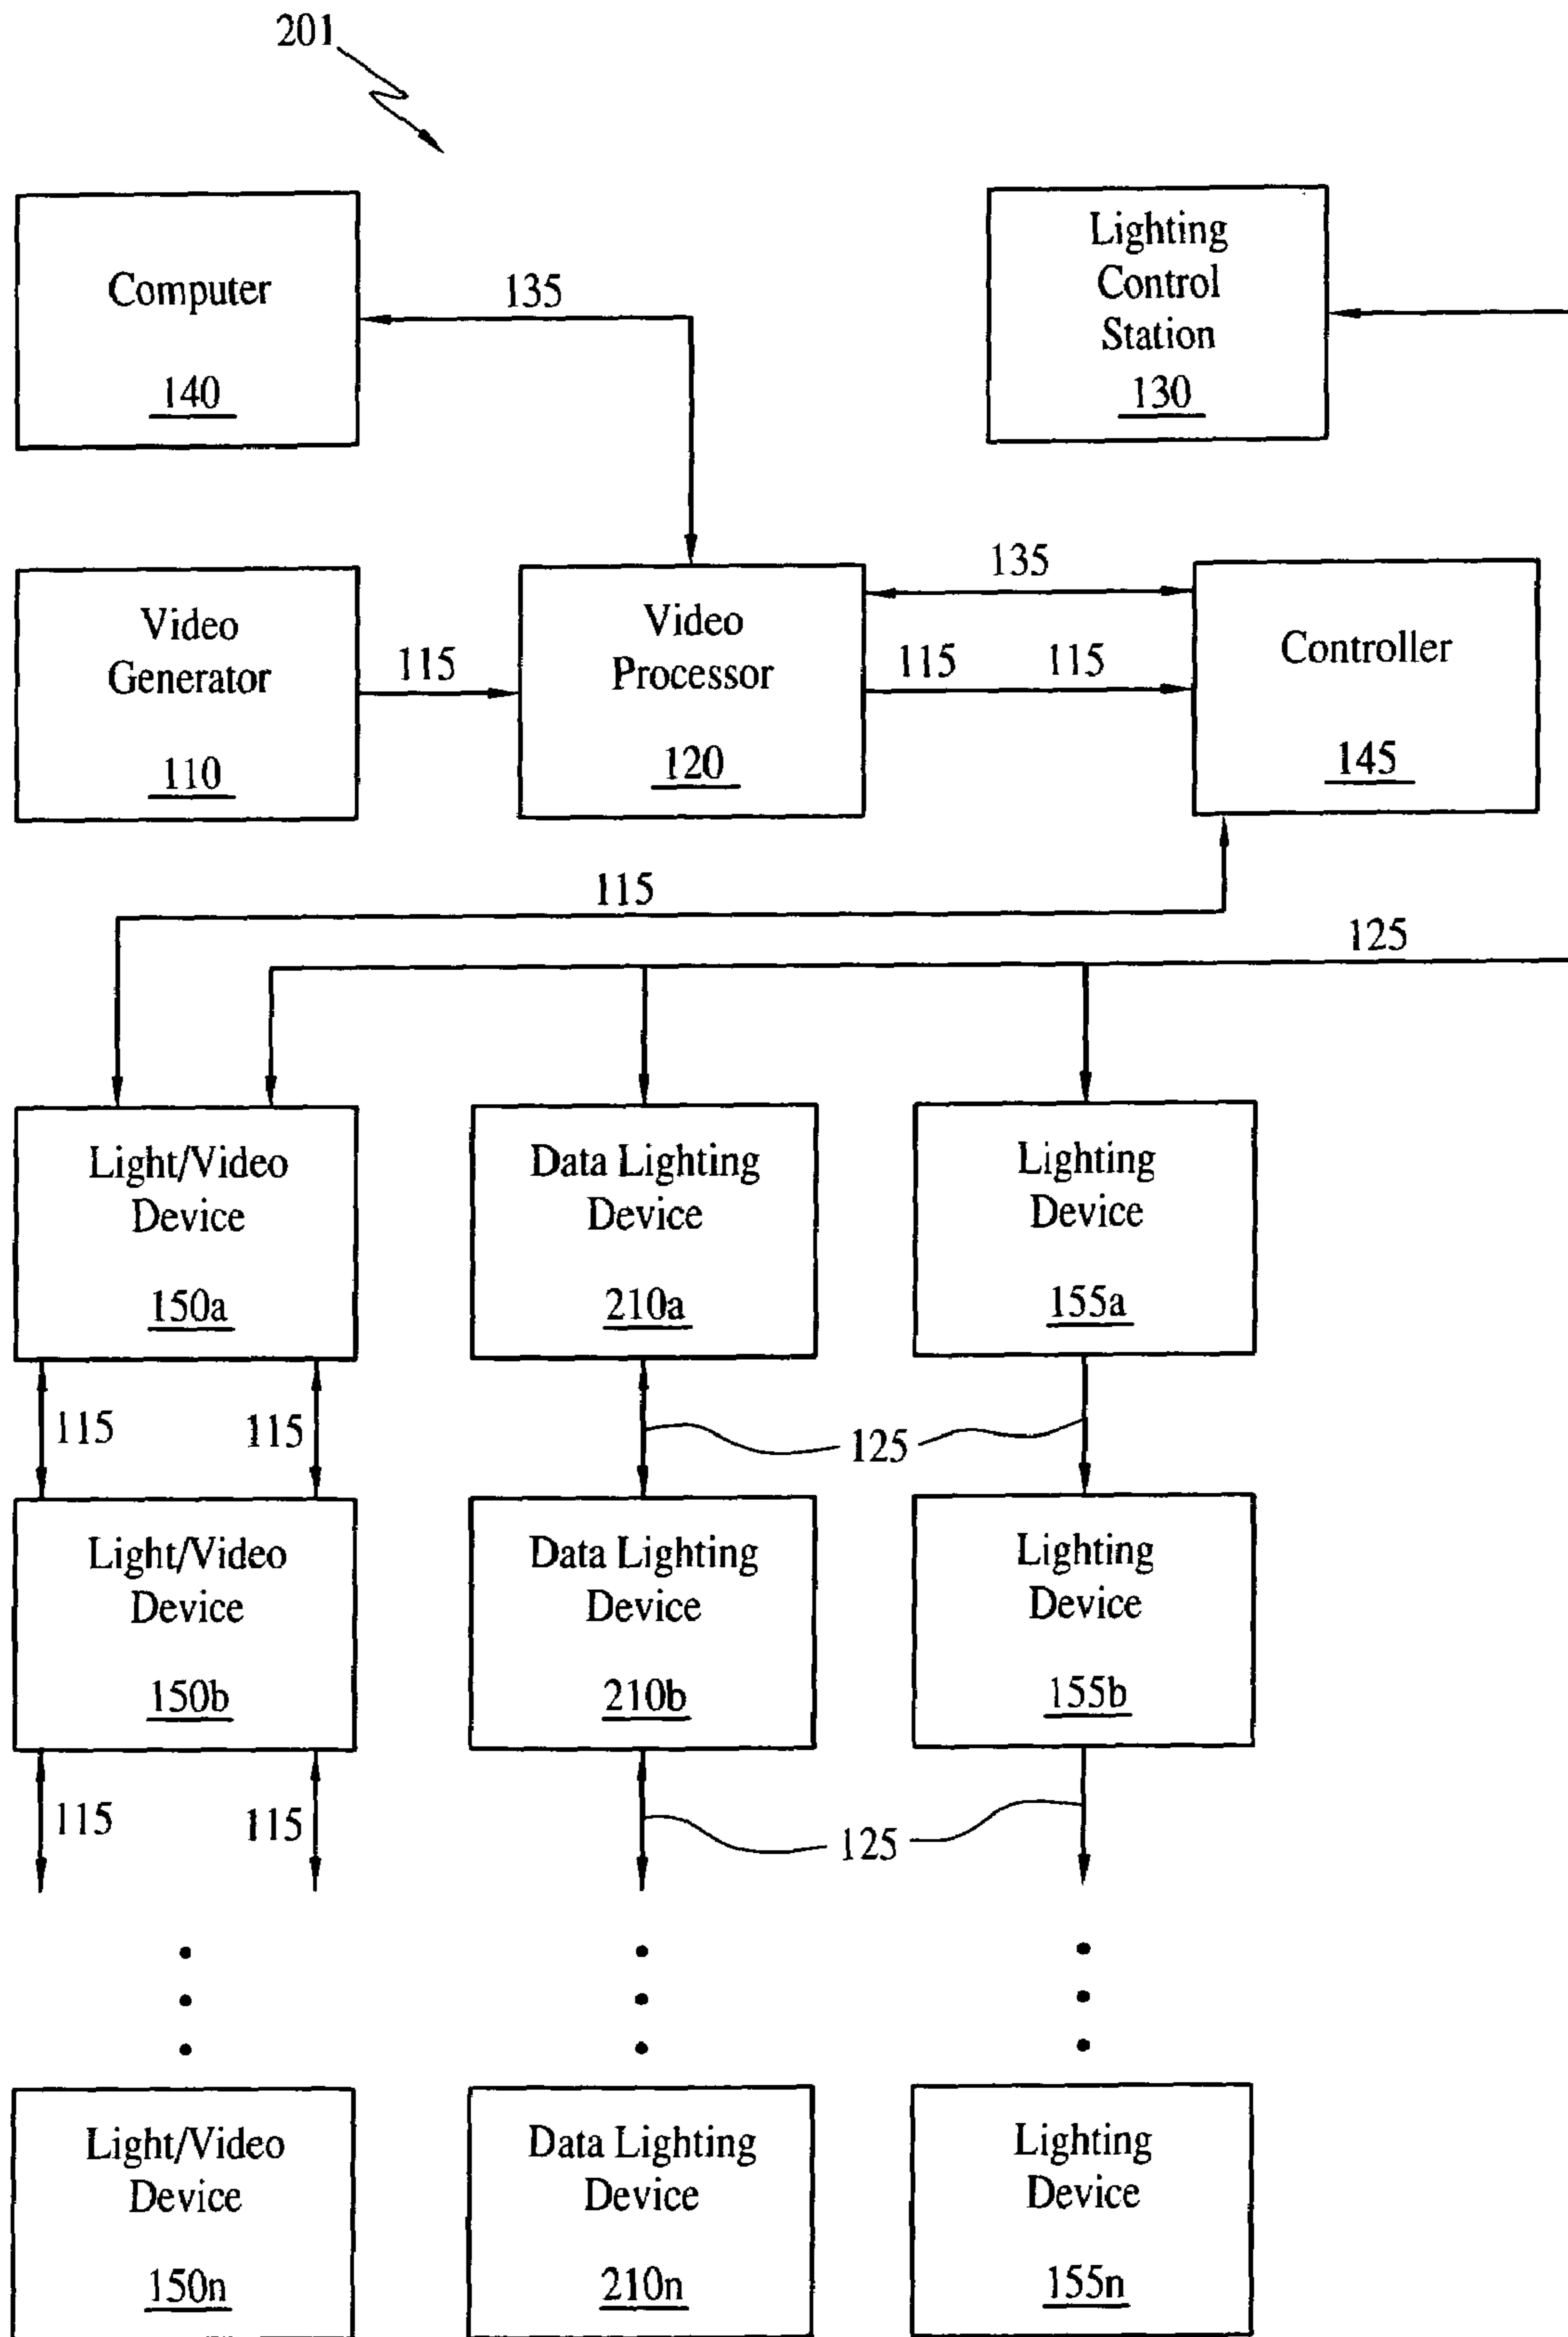 201
Computer
140
135
Lighting
Control
Station
130
Video
Generator
110
115
Video
Processor
120
135
115
115
Controller
145
115
125
Light/Video
Device
150a
Data Lighting
Device
210a
Lighting
Device
155a
115
115
125
Light/Video
Device
150b
Data Lighting
Device
210b
Lighting
Device
155b
115
115
125
Light/Video
Device
150n
Data Lighting
Device
210n
Lighting
Device
155n